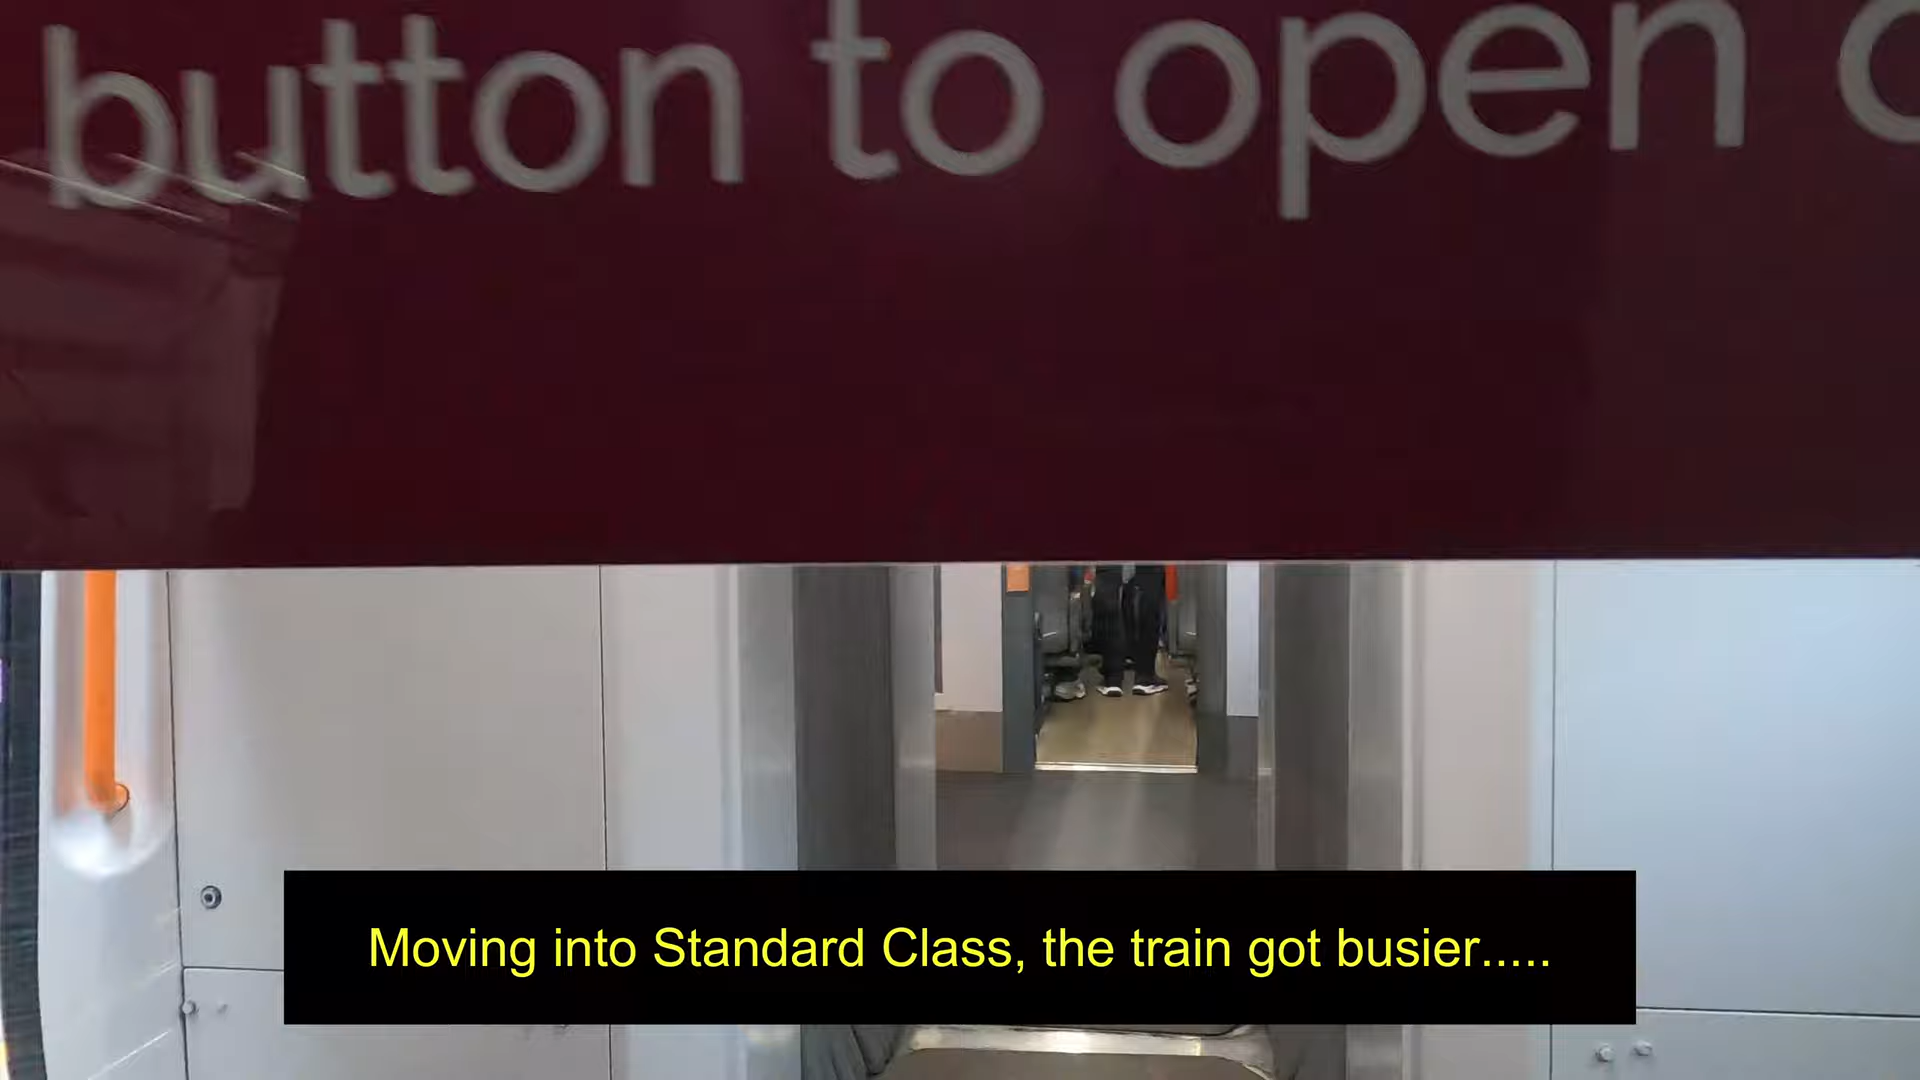 button to open
Moving into Standard Class, the train got busier.....